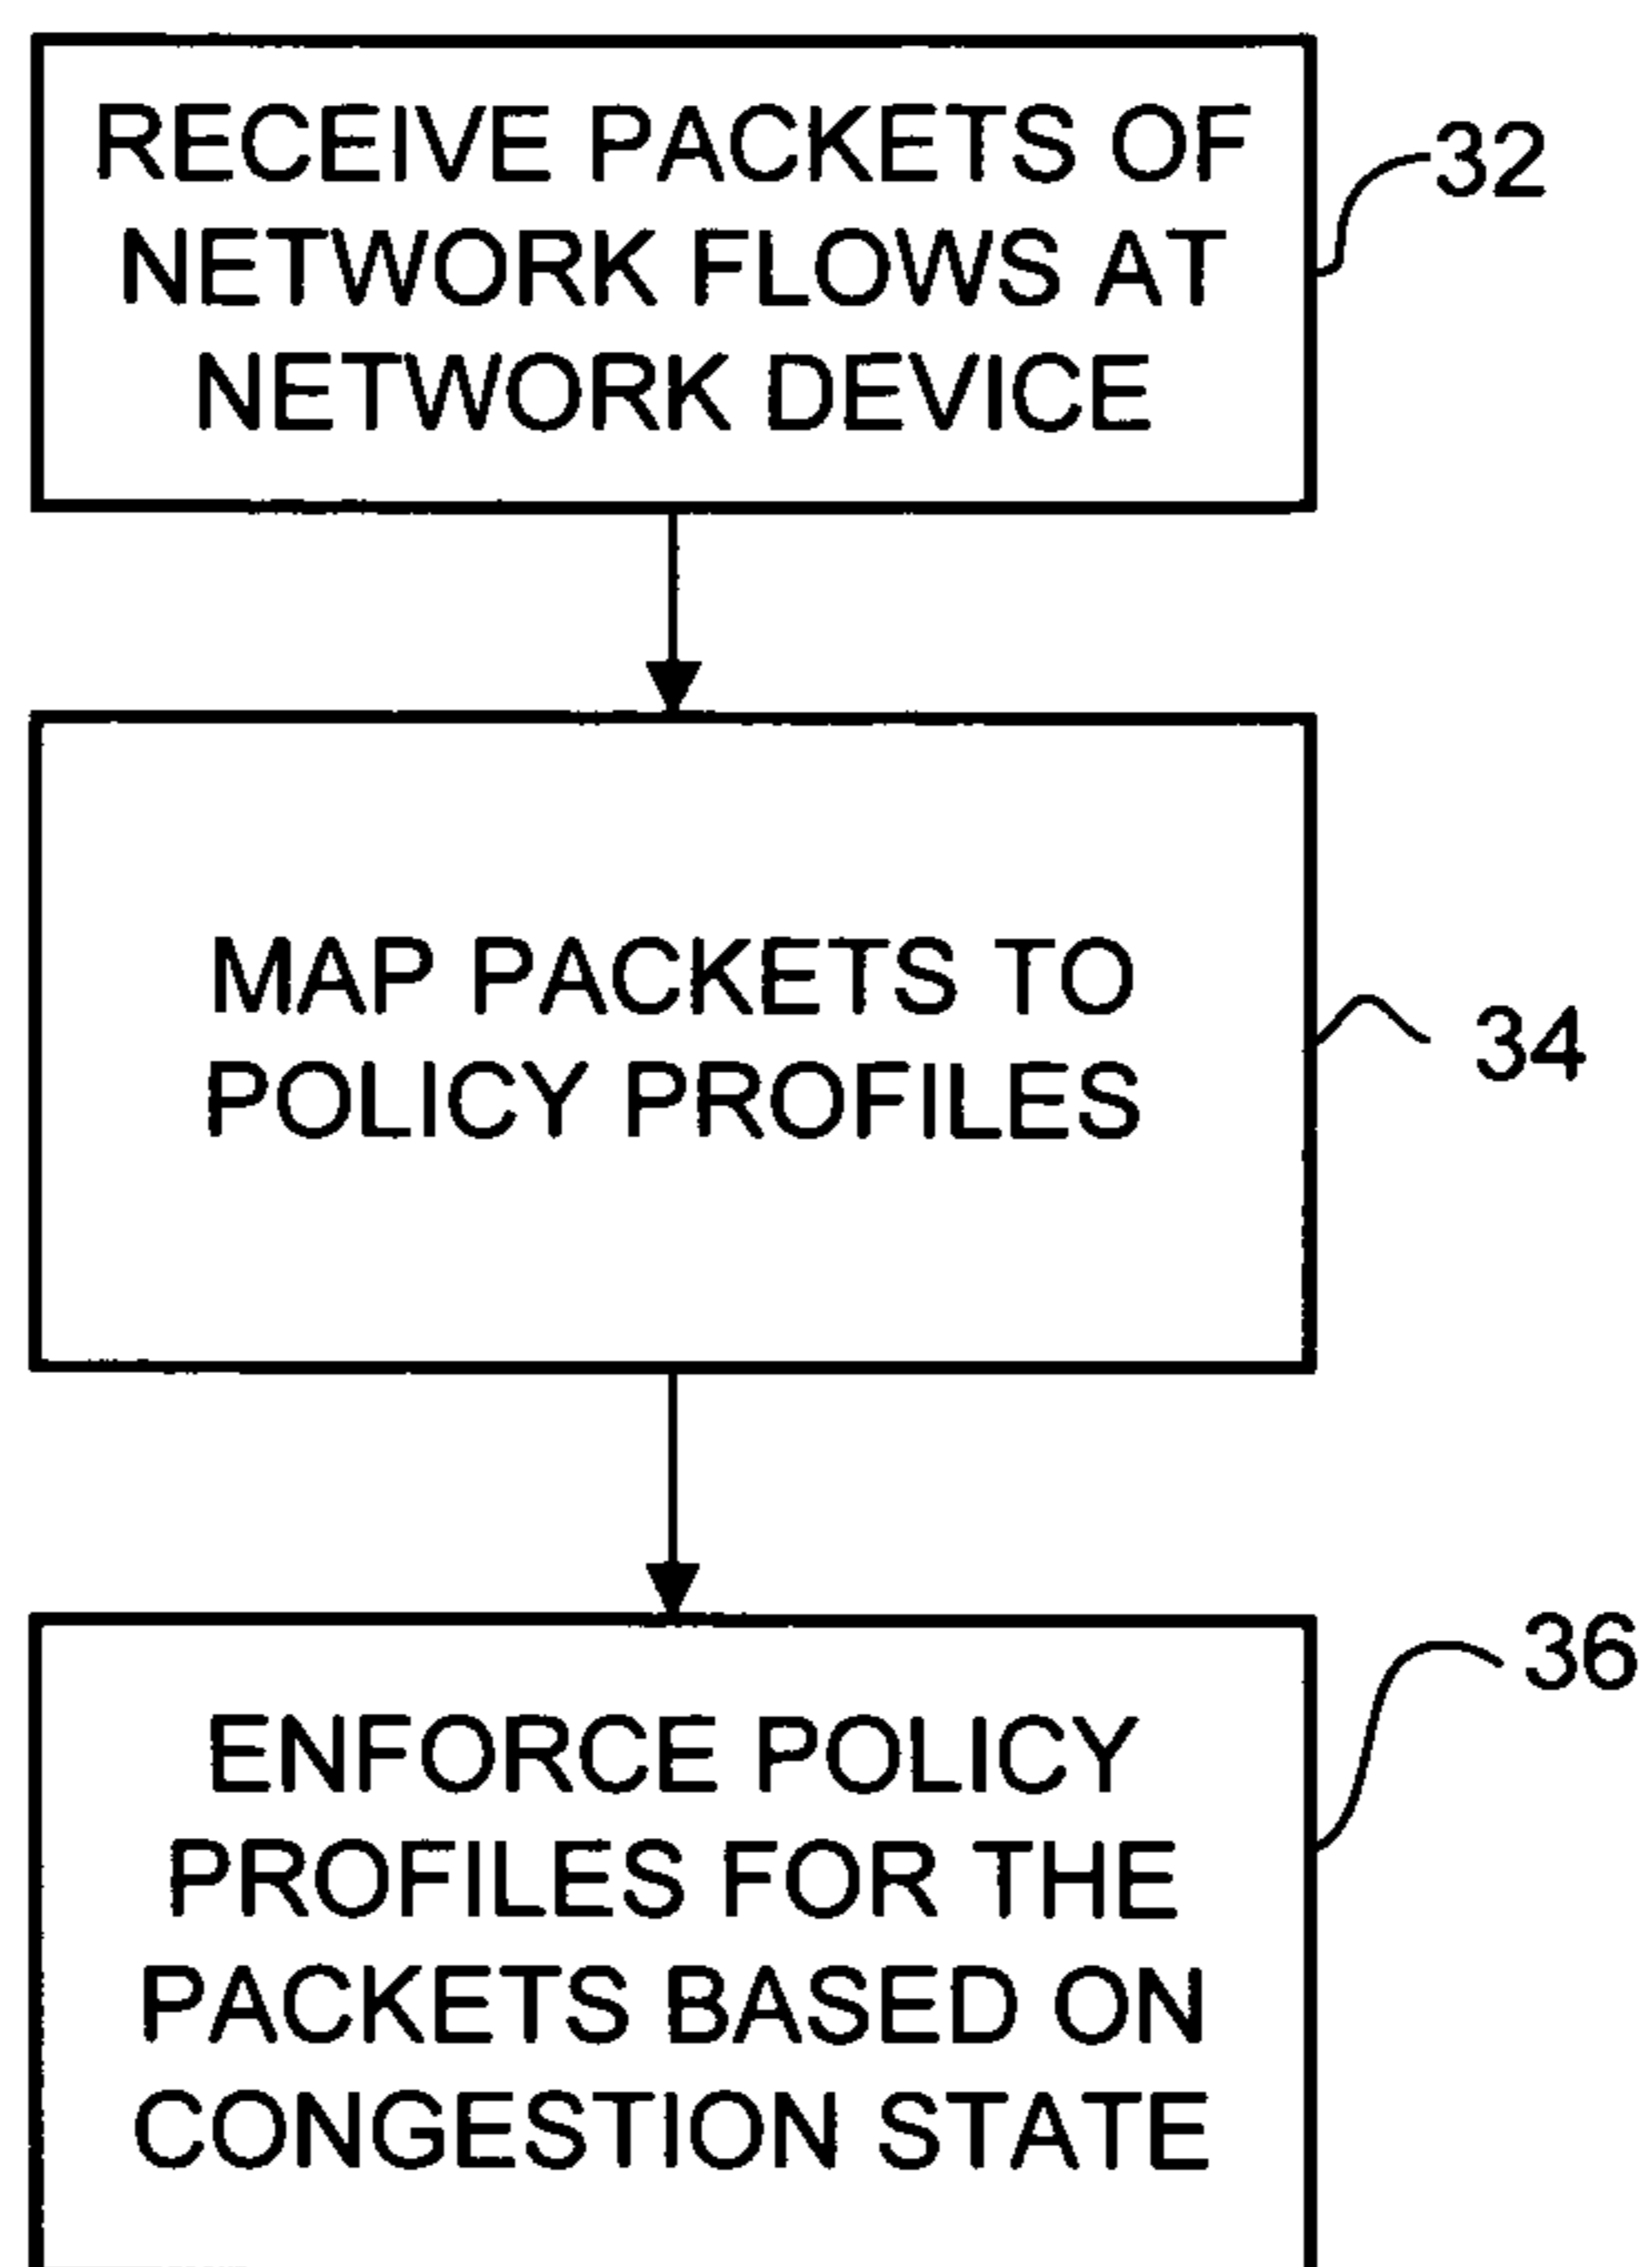 RECEIVE PACKETS OF
NETWORK FLOWS AT
NETWORK DEVICE
32
MAP PACKETS TO
POLICY PROFILES
34
36
ENFORCE POLICY
PROFILES FOR THE
PACKETS BASED ON
CONGESTION STATE